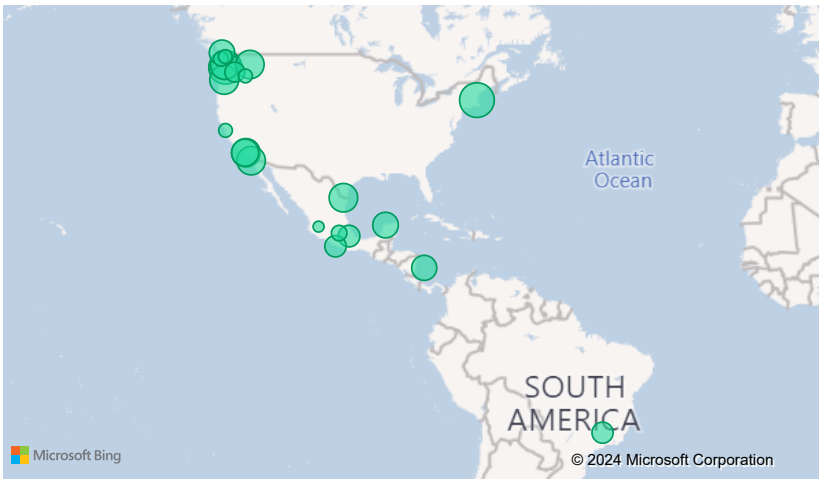 Atlantic
Ocean
SOUTH
AMERICA
Microsoft Bing
© 2024 Microsoft Corporation